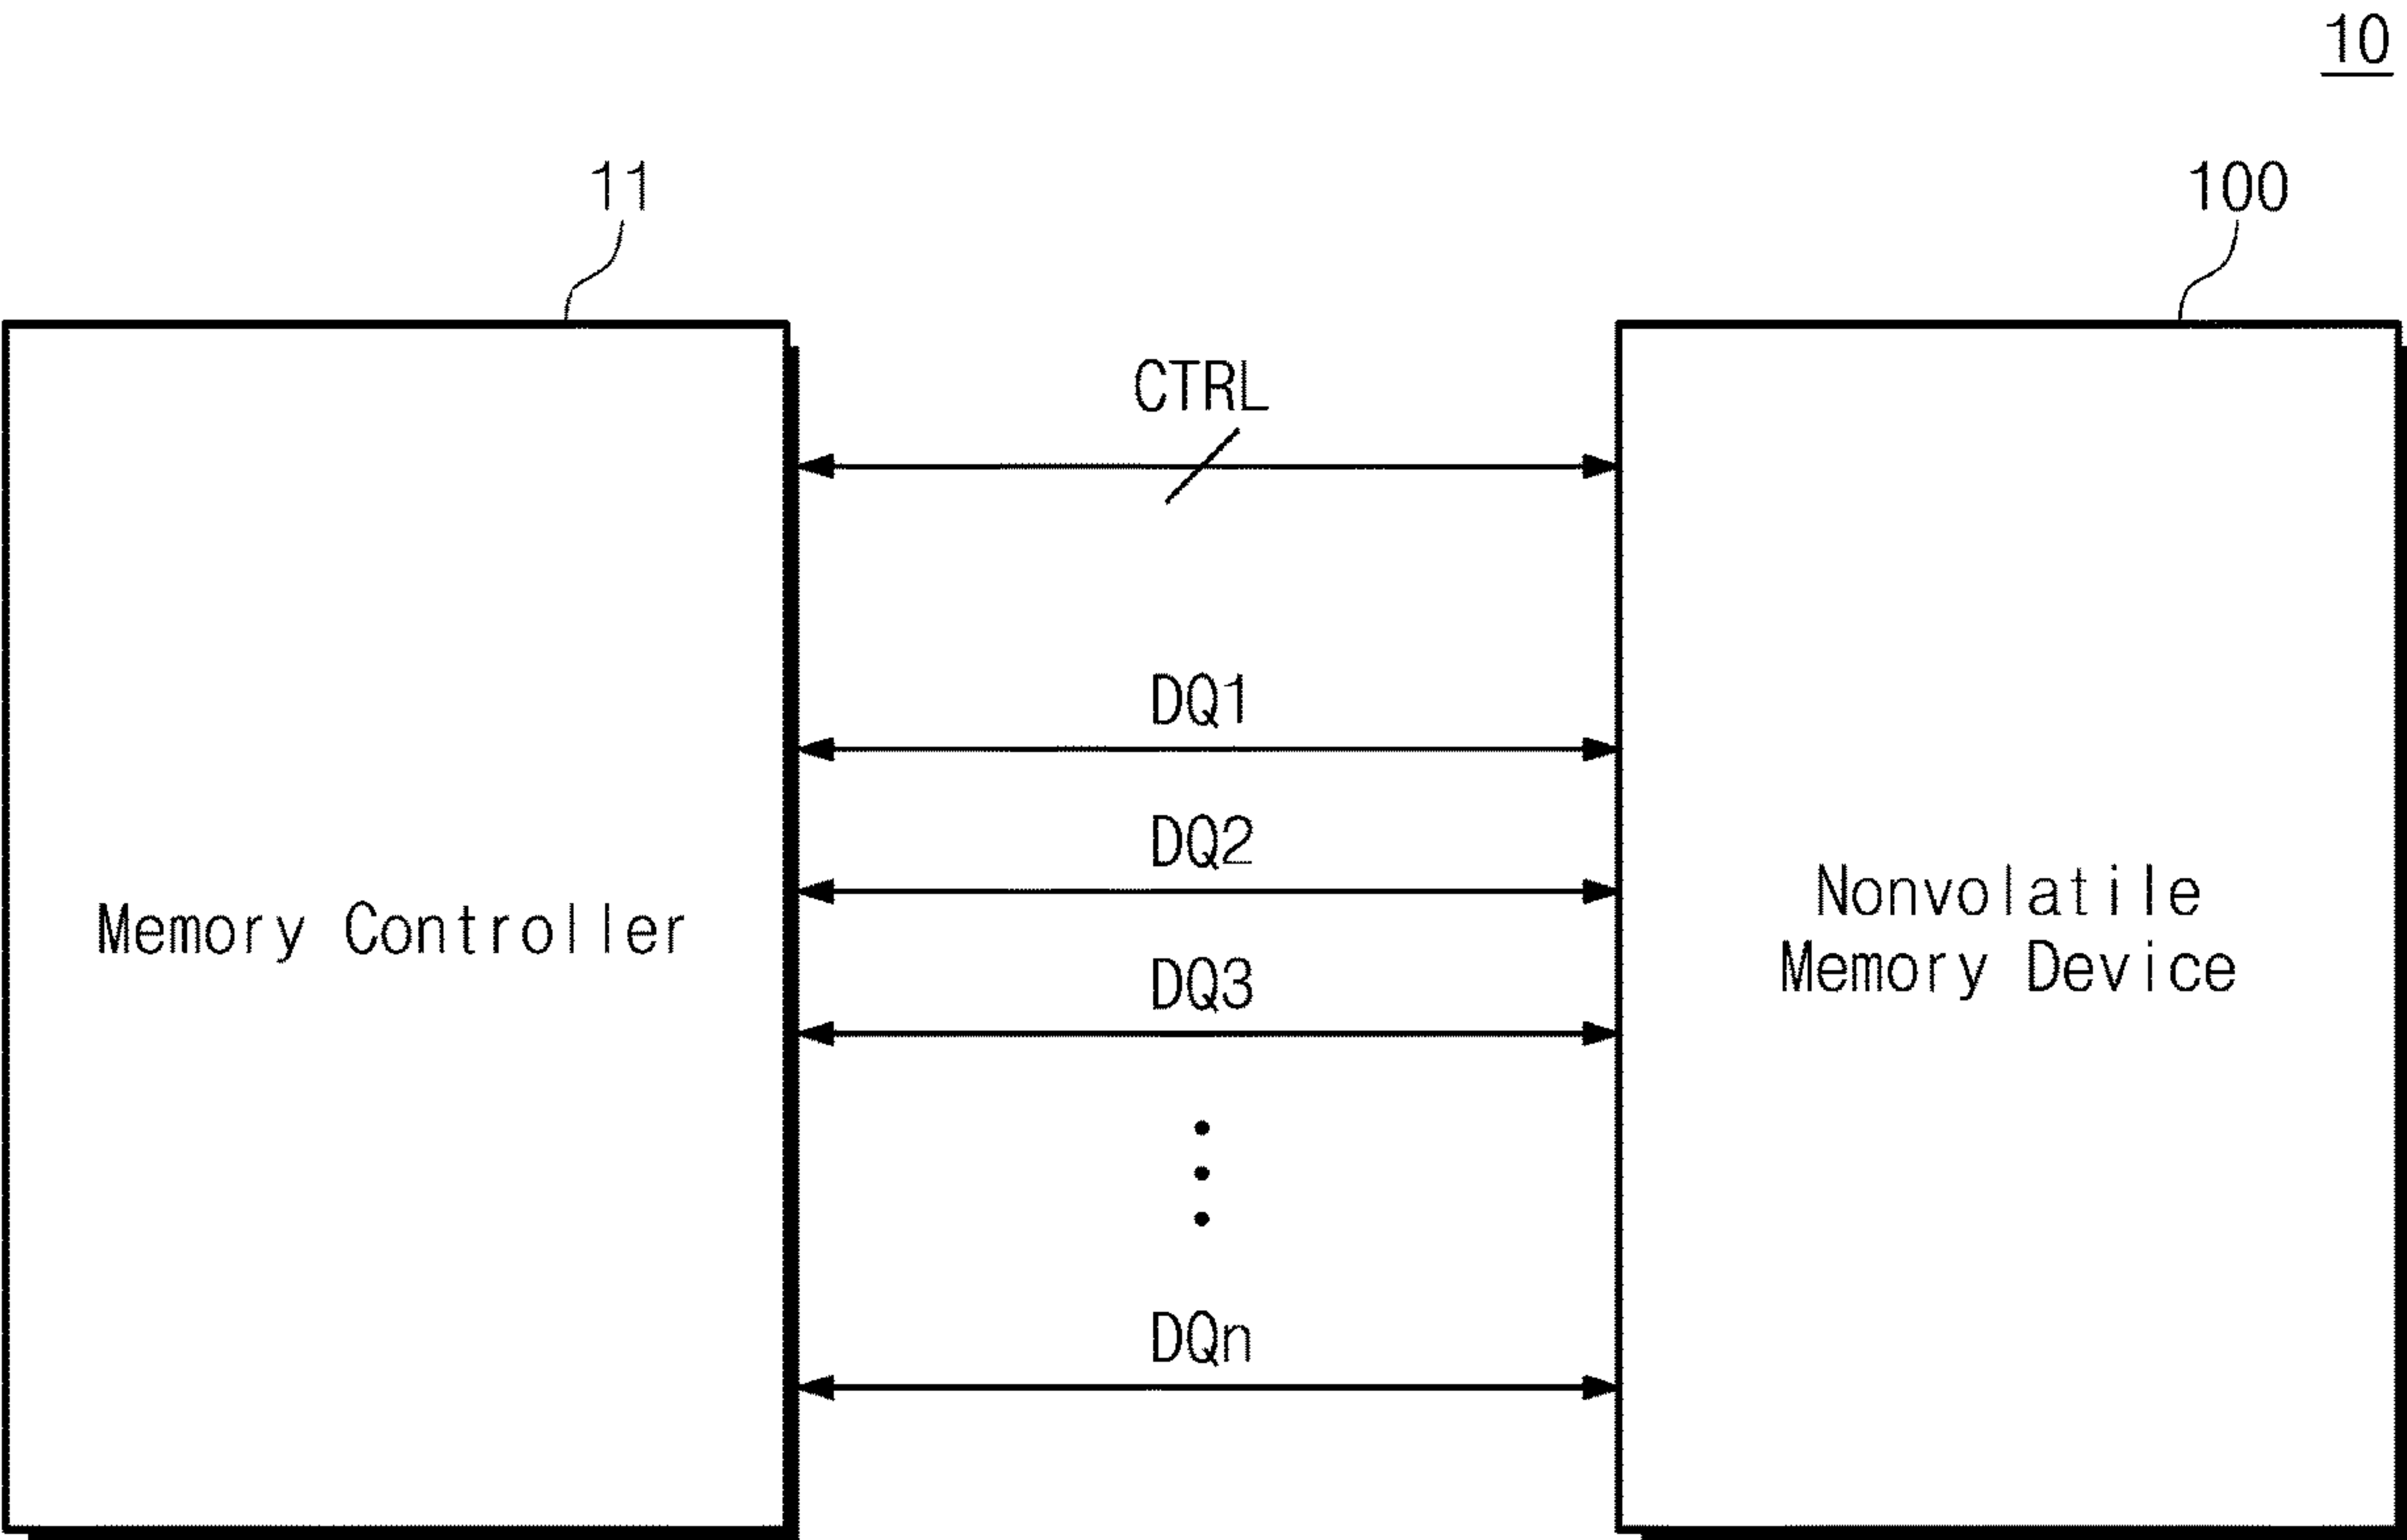 10
11
100
CTRL
DQ1
DQ2
DQ3
DQn
Memory Controller
Nonvolatile
Memory Device